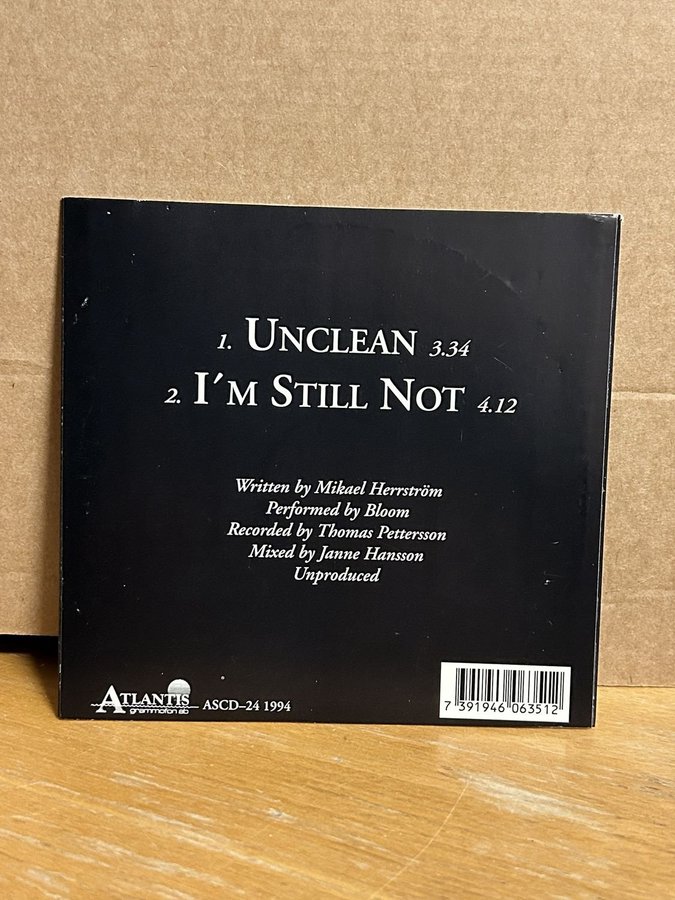 1. Unclean 3.34
2. I´m Still Not 4.12
Written by Mikael Herrström
Performed by Bloom
Recorded by Thomas Pettersson
Mixed by Janne Hansson
Unproduced
Atlantis
grammofon ab
ASCD–24 1994
7 391946 063512